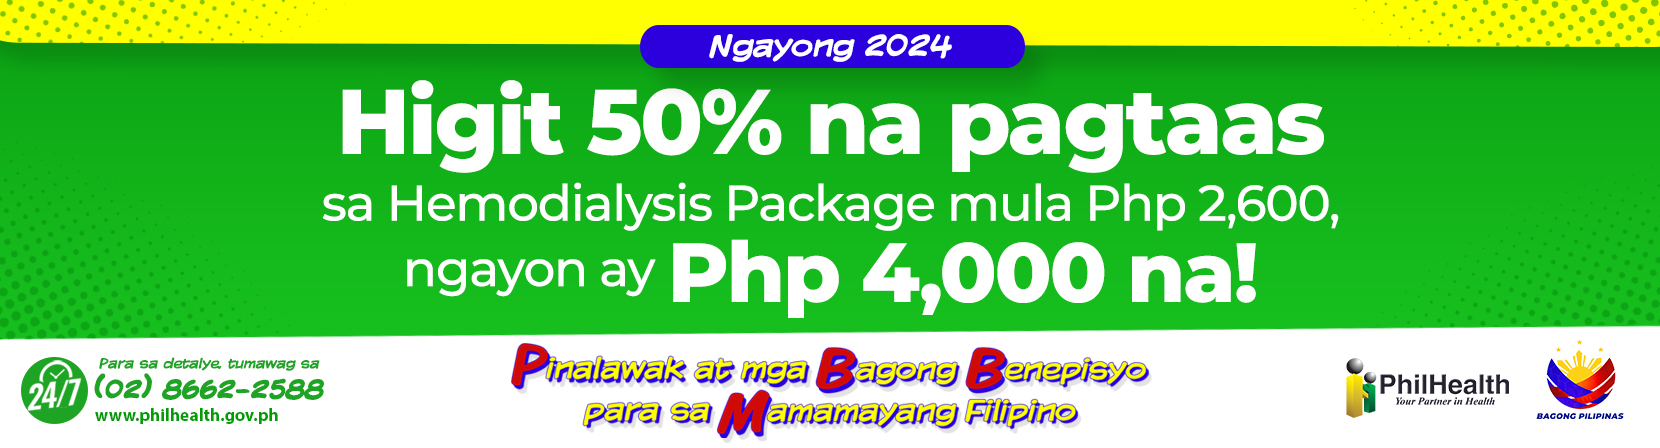 Ngayong 2024
Higit 50% na pagtaas
sa Hemodialysis Package mula Php 2,600,
ngayon ay Php 4,000 na!
24/7
Para sa detalye, tumawag sa
(02) 8662-2588
www.philhealth.gov.ph
Pinalawak at mga Bagong Benepisyo
para sa Mamamayang Filipino
PhilHealth
Your Partner in Health
BAGONG PILIPINAS